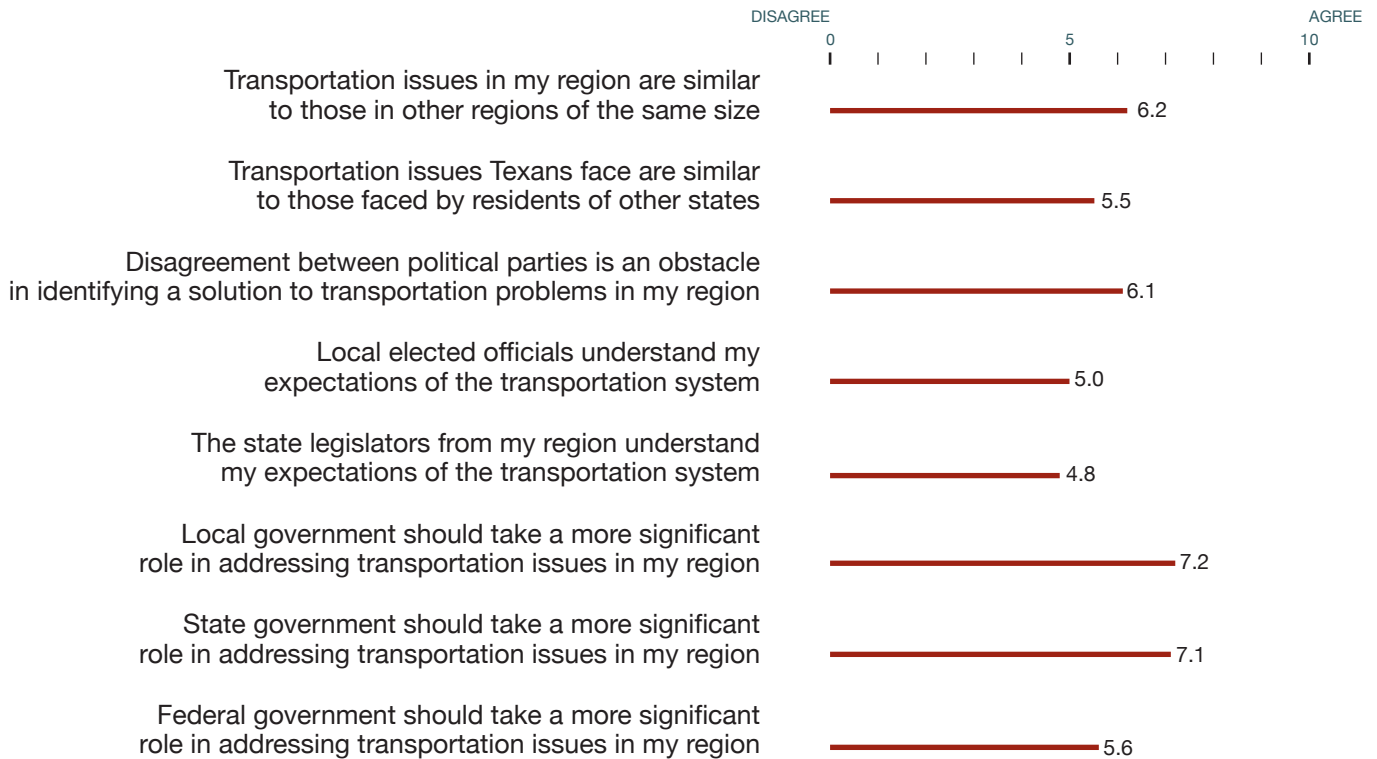 DISAGREE AGREE
0 5 10
Transportation issues in my region are similar
to those in other regions of the same size
6.2
Transportation issues Texans face are similar
to those faced by residents of other states
5.5
Disagreement between political parties is an obstacle
in identifying a solution to transportation problems in my region
6.1
Local elected officials understand my
expectations of the transportation system
5.0
The state legislators from my region understand
my expectations of the transportation system
4.8
Local government should take a more significant
role in addressing transportation issues in my region
7.2
State government should take a more significant
role in addressing transportation issues in my region
7.1
Federal government should take a more significant
role in addressing transportation issues in my region
5.6